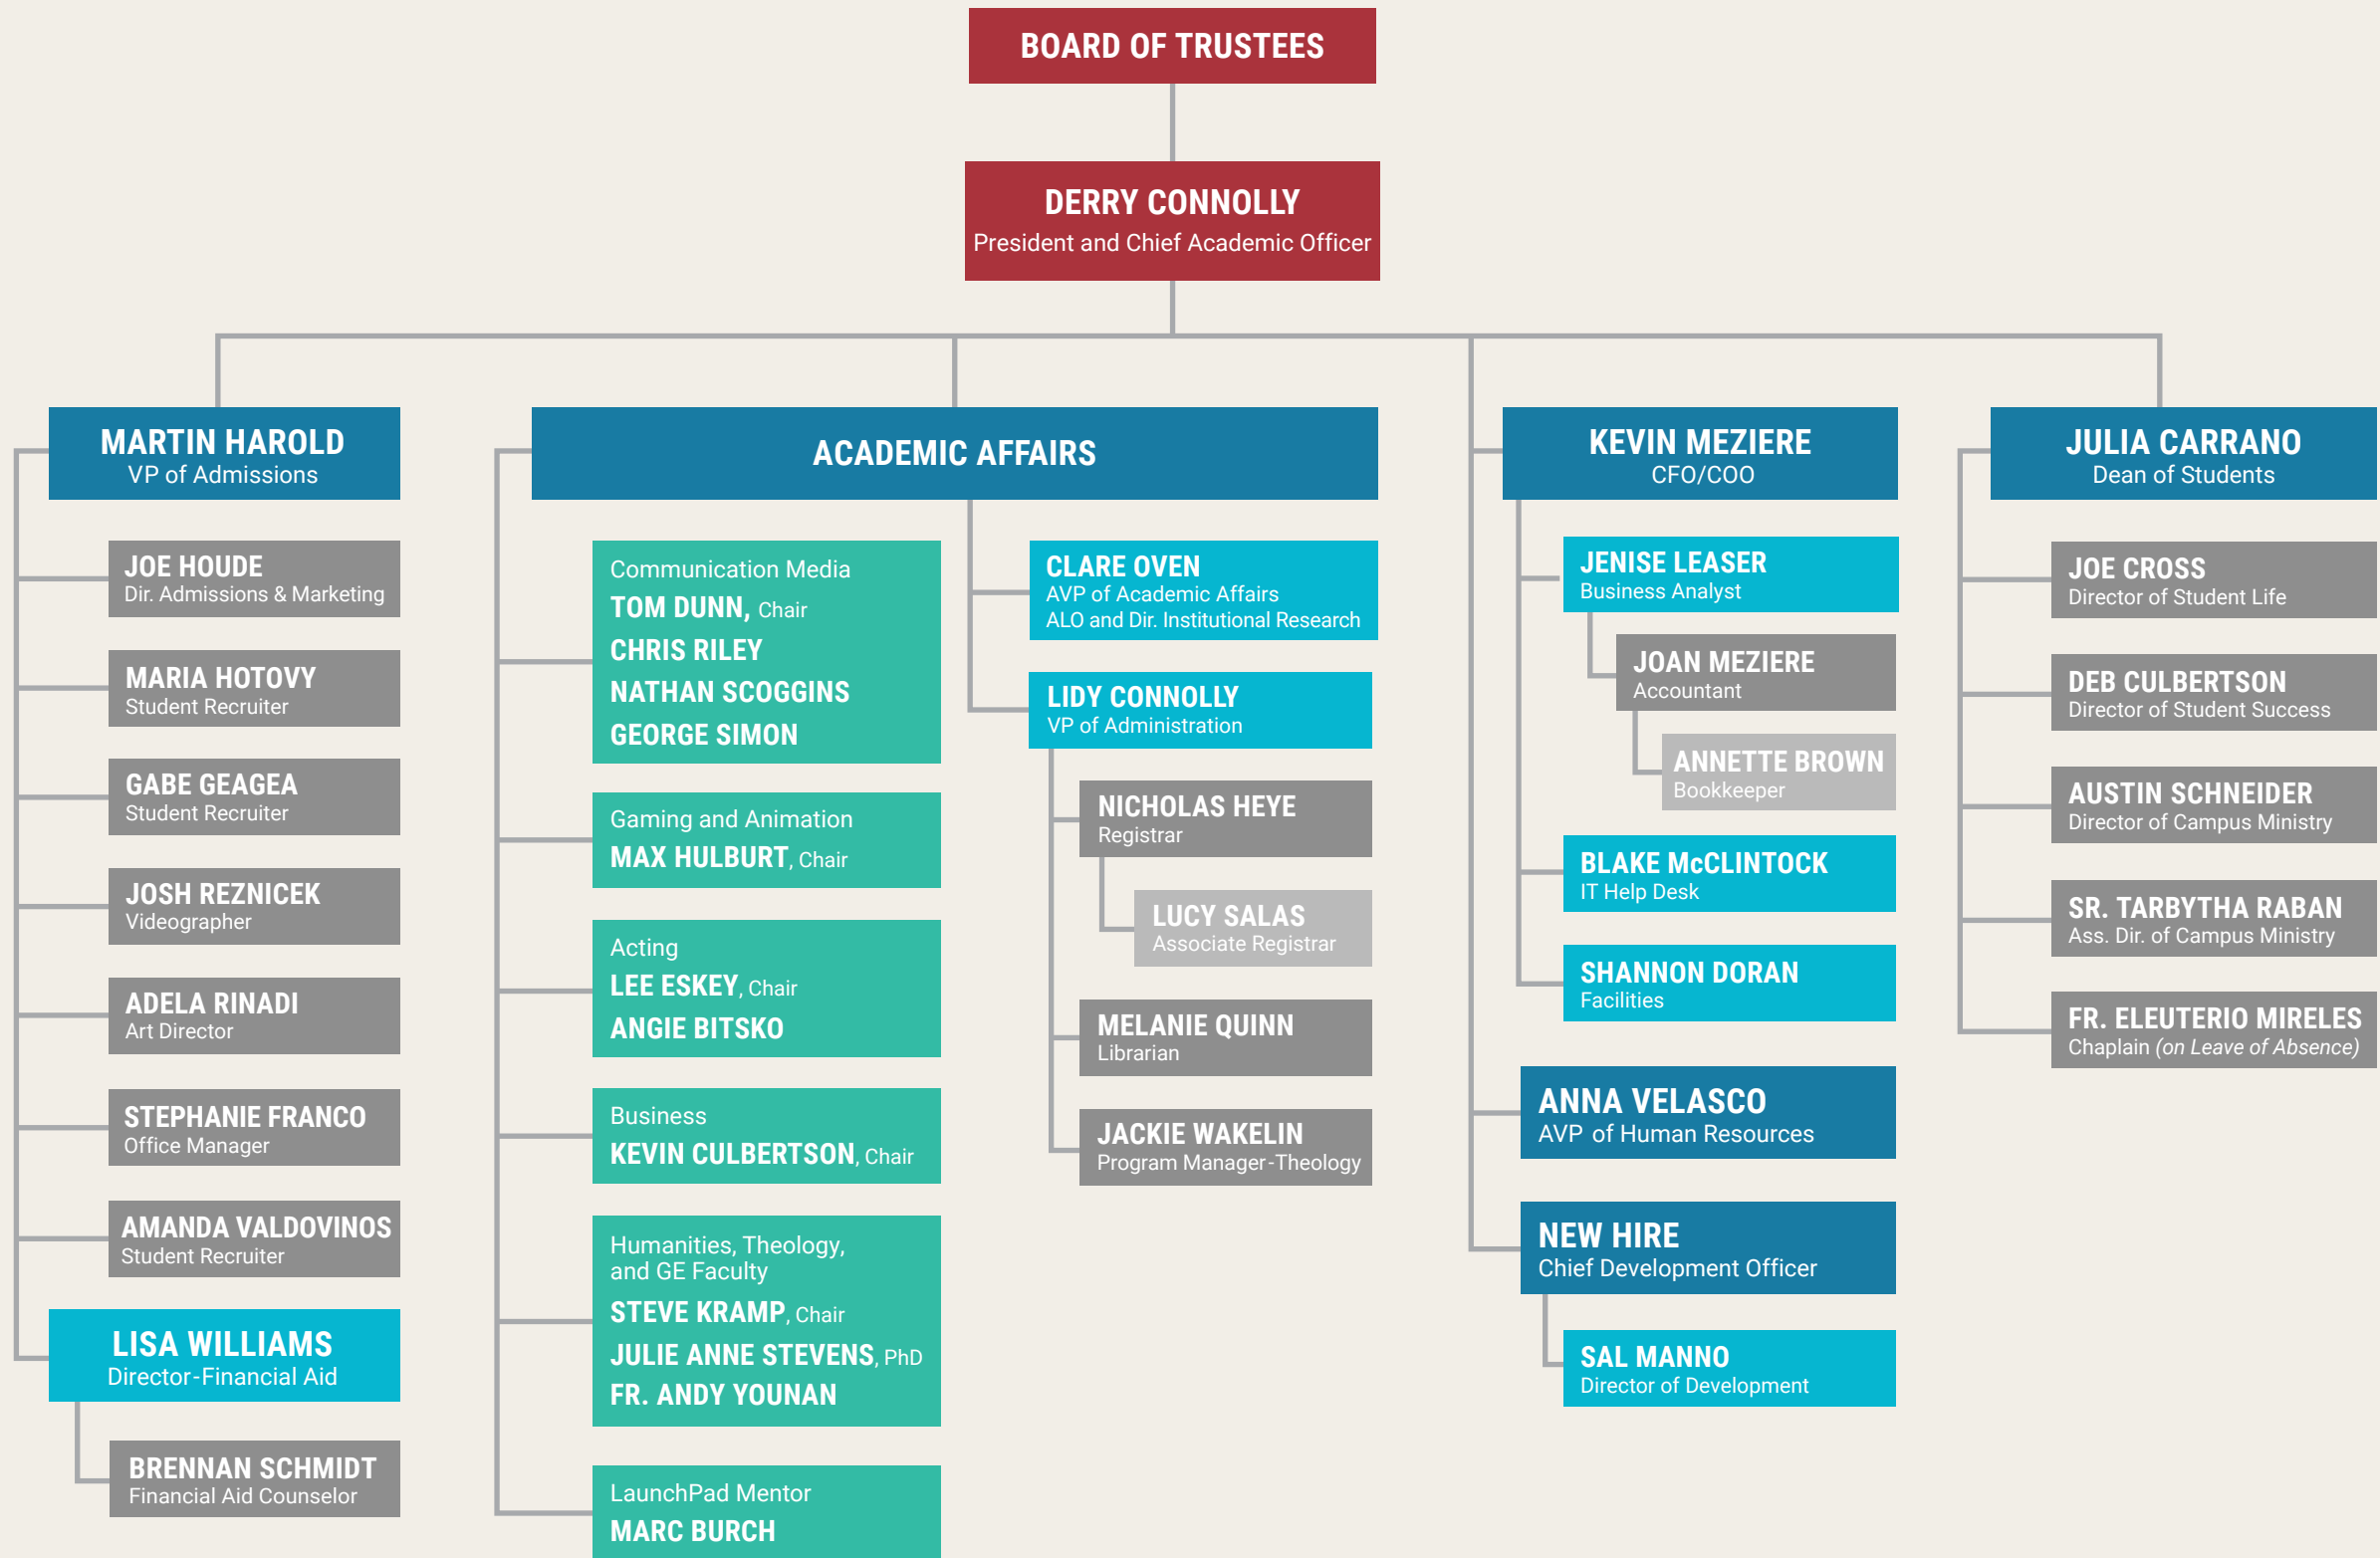 BOARD OF TRUSTEES
DERRY CONNOLLY
President and Chief Academic Officer
MARTIN HAROLD
VP of Admissions
JOE HOUDE
Dir. Admissions & Marketing
MARIA HOTOVY
Student Recruiter
GABE GEAGEA
Student Recruiter
JOSH REZNICEK
Videographer
ADELA RINADI
Art Director
STEPHANIE FRANCO
Office Manager
AMANDA VALDOVINOS
Student Recruiter
LISA WILLIAMS
Director-Financial Aid
BRENNAN SCHMIDT
Financial Aid Counselor
ACADEMIC AFFAIRS
Communication Media
TOM DUNN, Chair
CHRIS RILEY
NATHAN SCOGGINS
GEORGE SIMON
Gaming and Animation
MAX HULBURT, Chair
Acting
LEE ESKEY, Chair
ANGIE BITSKO
Business
KEVIN CULBERTSON, Chair
Humanities, Theology,
and GE Faculty
STEVE KRAMP, Chair
JULIE ANNE STEVENS, PhD
FR. ANDY YOUNAN
LaunchPad Mentor
MARC BURCH
CLARE OVEN
AVP of Academic Affairs
ALO and Dir. Institutional Research
LIDY CONNOLLY
VP of Administration
NICHOLAS HEYE
Registrar
LUCY SALAS
Associate Registrar
MELANIE QUINN
Librarian
JACKIE WAKELIN
Program Manager-Theology
KEVIN MEZIERE
CFO/COO
JENISE LEASER
Business Analyst
JOAN MEZIERE
Accountant
ANNETTE BROWN
Bookkeeper
BLAKE McCLINTOCK
IT Help Desk
SHANNON DORAN
Facilities
ANNA VELASCO
AVP of Human Resources
NEW HIRE
Chief Development Officer
SAL MANNO
Director of Development
JULIA CARRANO
Dean of Students
JOE CROSS
Director of Student Life
DEB CULBERTSON
Director of Student Success
AUSTIN SCHNEIDER
Director of Campus Ministry
SR. TARBYTHA RABAN
Ass. Dir. of Campus Ministry
FR. ELEUTERIO MIRELES
Chaplain (on Leave of Absence)